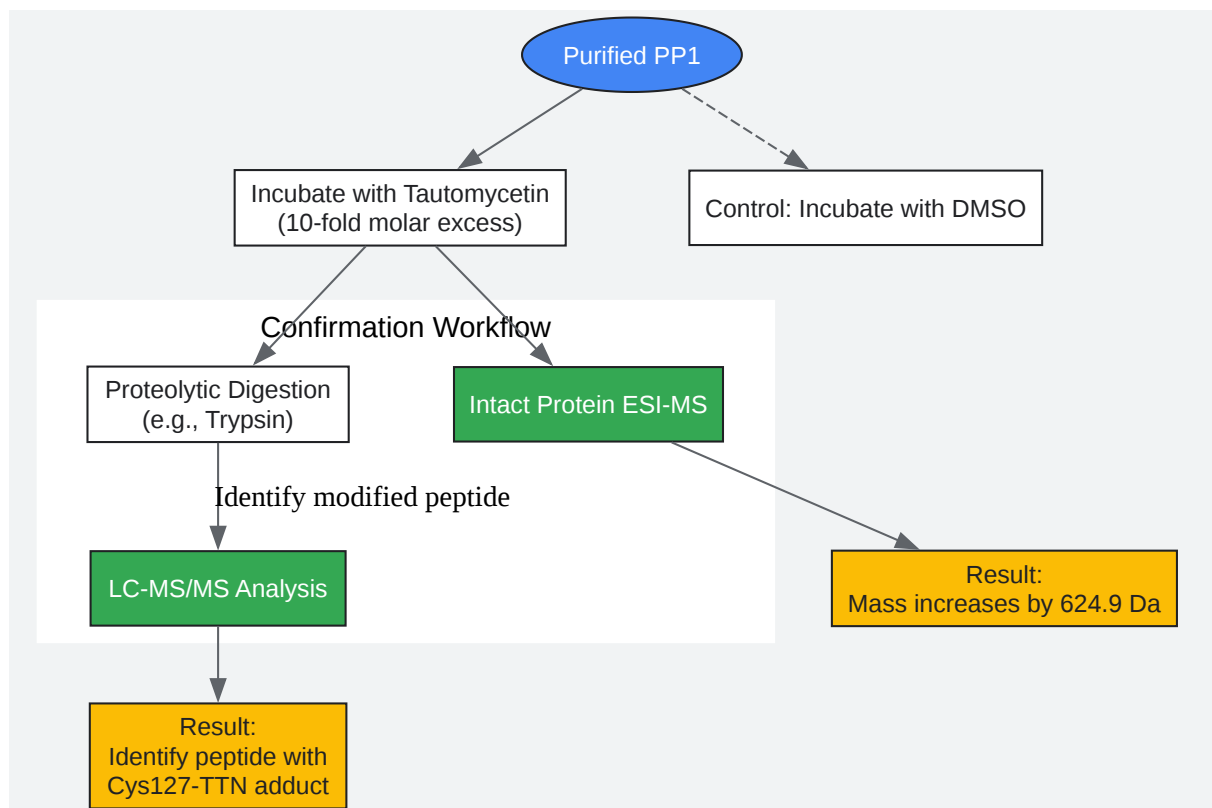 Purified PP1
Incubate with Tautomycetin
(10-fold molar excess)
Control: Incubate with DMSO
Confirmation Workflow
Proteolytic Digestion
(e.g., Trypsin)
Intact Protein ESI-MS
Identify modified peptide
LC-MS/MS Analysis
Result:
Mass increases by 624.9 Da
Result:
Identify peptide with
Cys127-TTN adduct